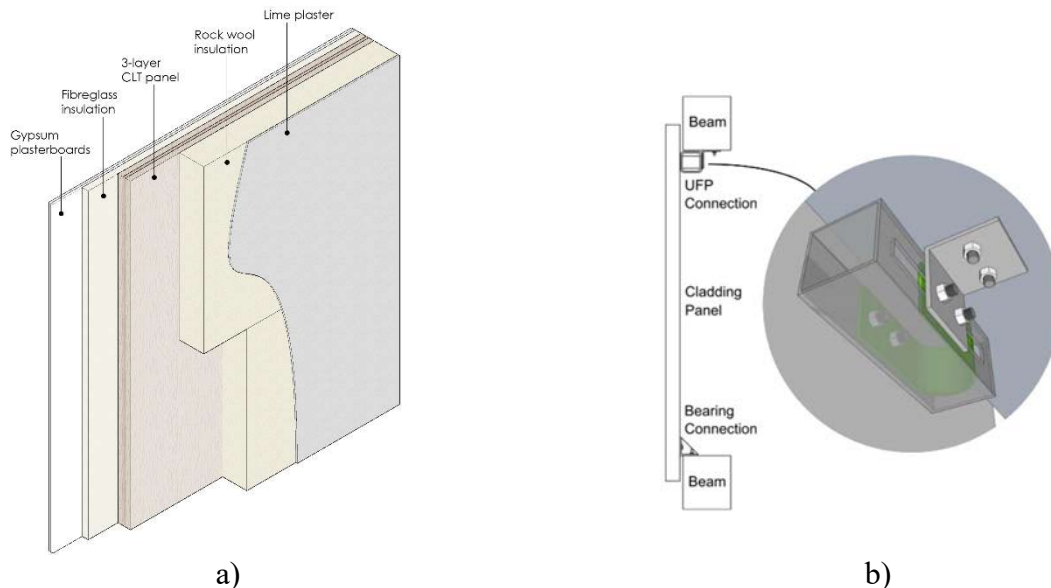 Lime plaster
Rock wool
insulation
3-layer
CLT panel
Fibreglass
insulation
Gypsum
plasterboards
Beam
UFP
Connection
Cladding
Panel
Bearing
Connection
Beam
a)
b)